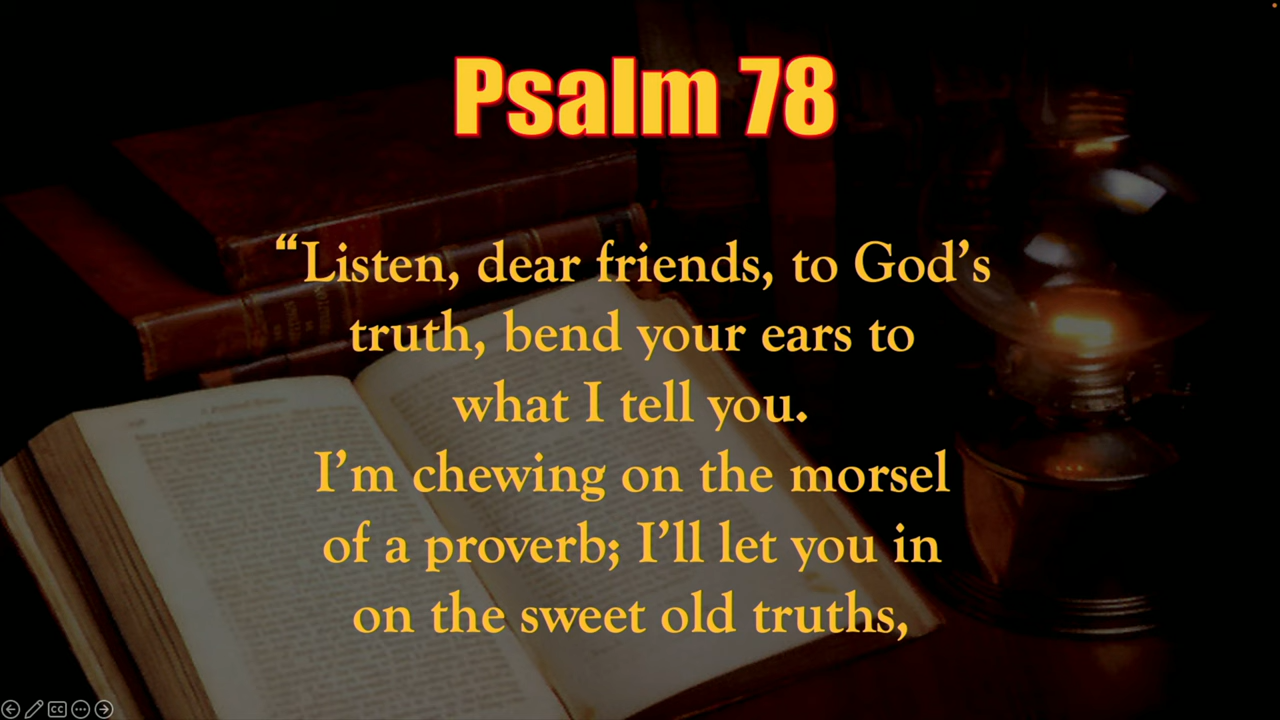 Psalm 78
“Listen, dear friends, to God’s
truth, bend your ears to
what I tell you.
I’m chewing on the morsel
of a proverb; I’ll let you in
on the sweet old truths,
CC